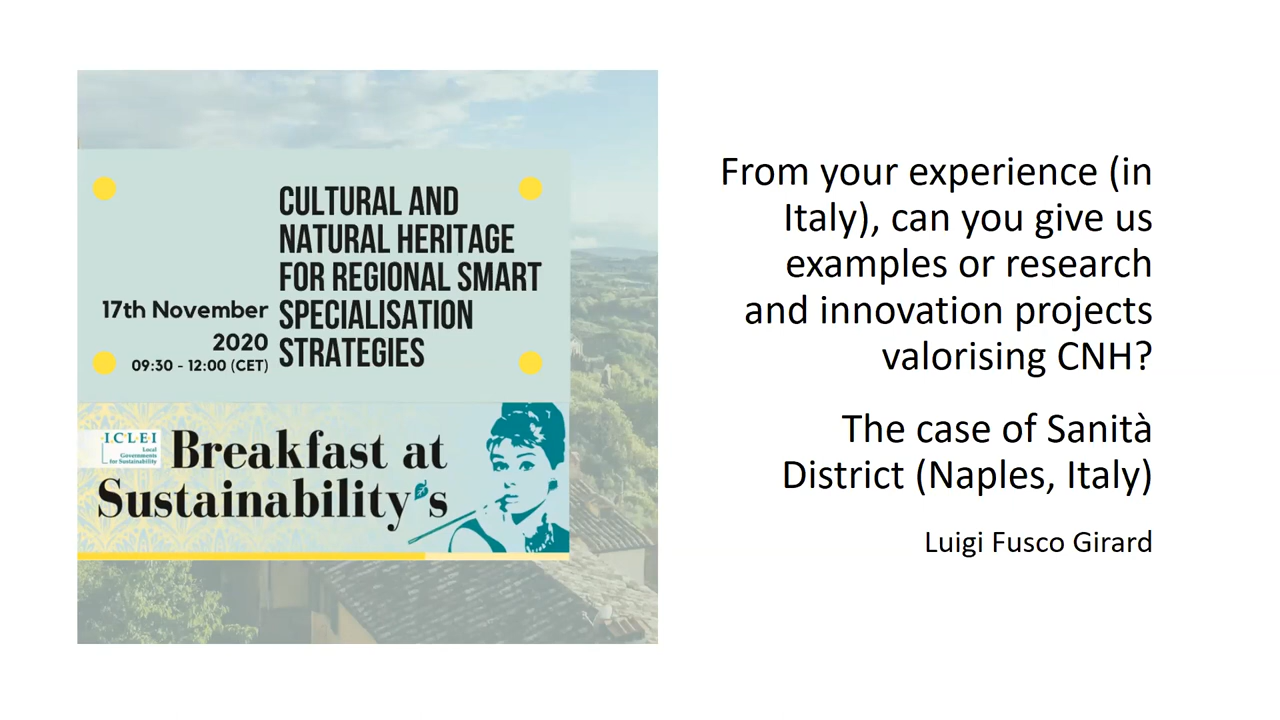 CULTURAL AND
NATURAL HERITAGE
FOR REGIONAL SMART
SPECIALISATION
STRATEGIES
17th November
2020
09:30 - 12:00 (CET)
I C L E I
Local
Governments
for Sustainability
Breakfast at
Sustainability's
From your experience (in
Italy), can you give us
examples or research
and innovation projects
valorising CNH?
The case of Sanità
District (Naples, Italy)
Luigi Fusco Girard